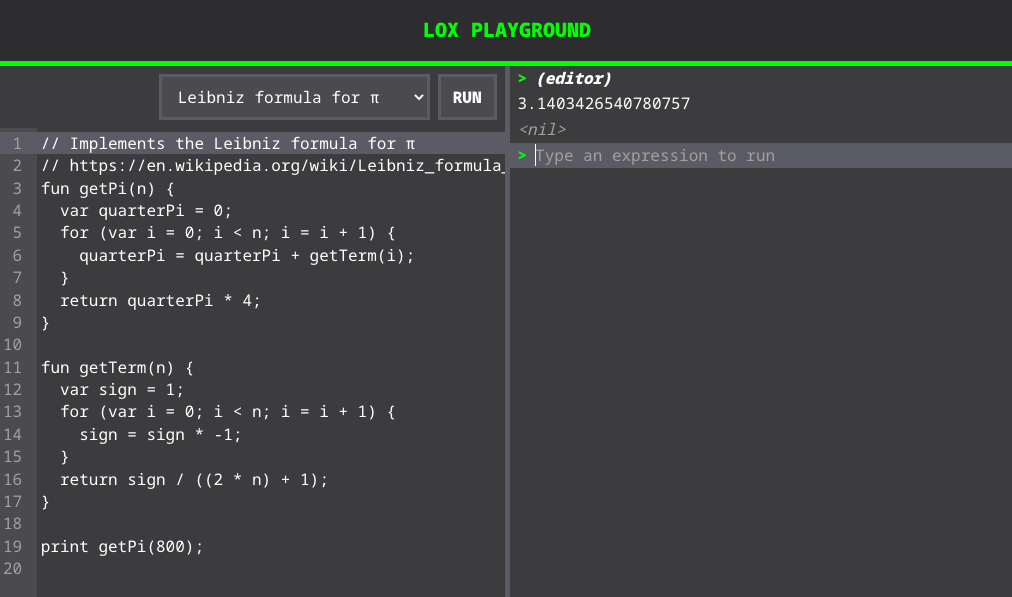 LOX PLAYGROUND
Leibniz formula for π
RUN
1 // Implements the Leibniz formula for π
2 // https://en.wikipedia.org/wiki/Leibniz_formula_
3 fun getPi(n) {
4   var quarterPi = 0;
5   for (var i = 0; i < n; i = i + 1) {
6     quarterPi = quarterPi + getTerm(i);
7   }
8   return quarterPi * 4;
9 }
10
11 fun getTerm(n) {
12   var sign = 1;
13   for (var i = 0; i < n; i = i + 1) {
14     sign = sign * -1;
15   }
16   return sign / ((2 * n) + 1);
17 }
18
19 print getPi(800);
20
> (editor)
3.1403426540780757
<nil>
> Type an expression to run